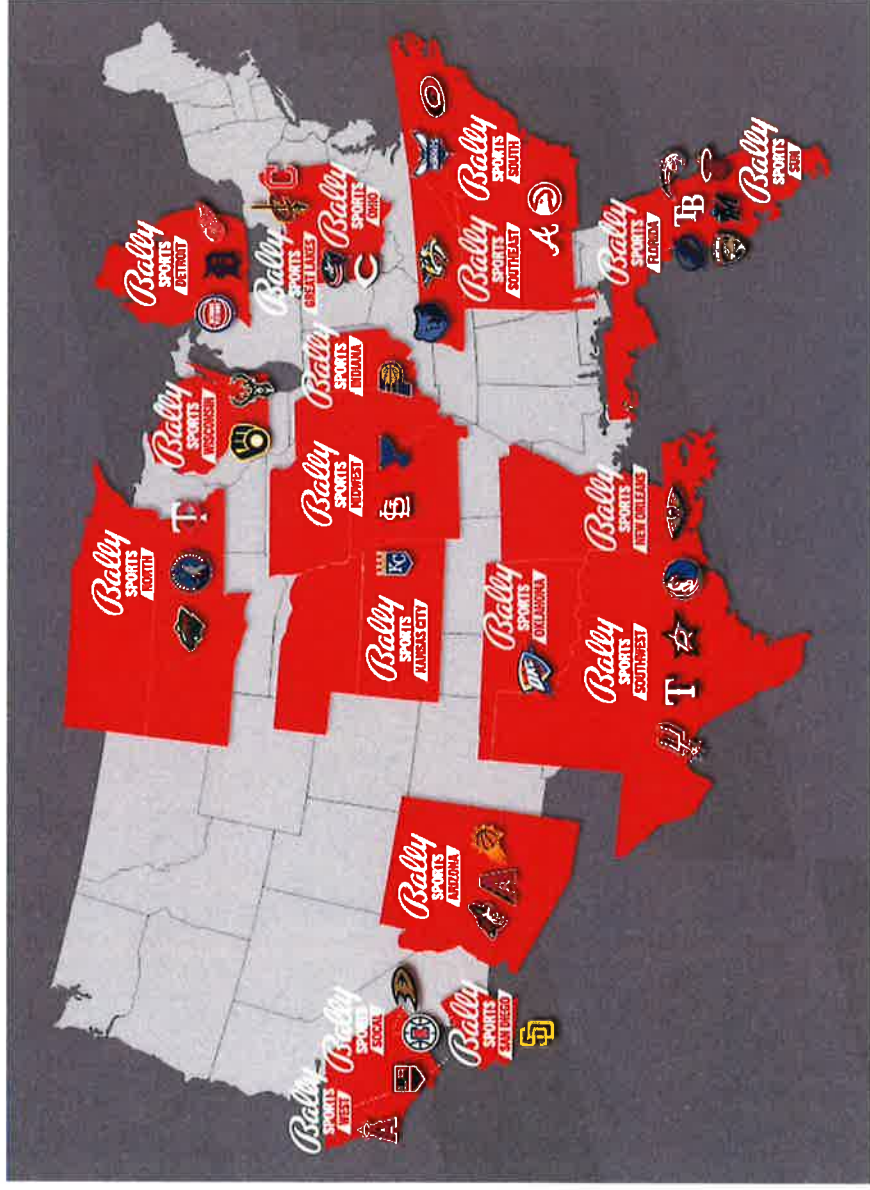 Bally
SPORTS
NORTH
Bally
SPORTS
DETROIT
Bally
SPORTS
WISCONSIN
Bally
SPORTS
GREAT LAKES
C
Bally
SPORTS
OHIO
C
Bally
SPORTS
WEST
A
Bally
SPORTS
SOCAL
Bally
SPORTS
MIDWEST
Bally
SPORTS
INDIANA
KC
Bally
SPORTS
KANSAS CITY
Bally
SPORTS
ARIZONA
A
Bally
SPORTS
SAN DIEGO
SD
Bally
SPORTS
SOUTHEAST
Bally
SPORTS
SOUTH
A
Bally
SPORTS
OKLAHOMA
Bally
SPORTS
SOUTHWEST
T
Bally
SPORTS
NEW ORLEANS
Bally
SPORTS
FLORIDA
TB
Bally
SPORTS
SUN